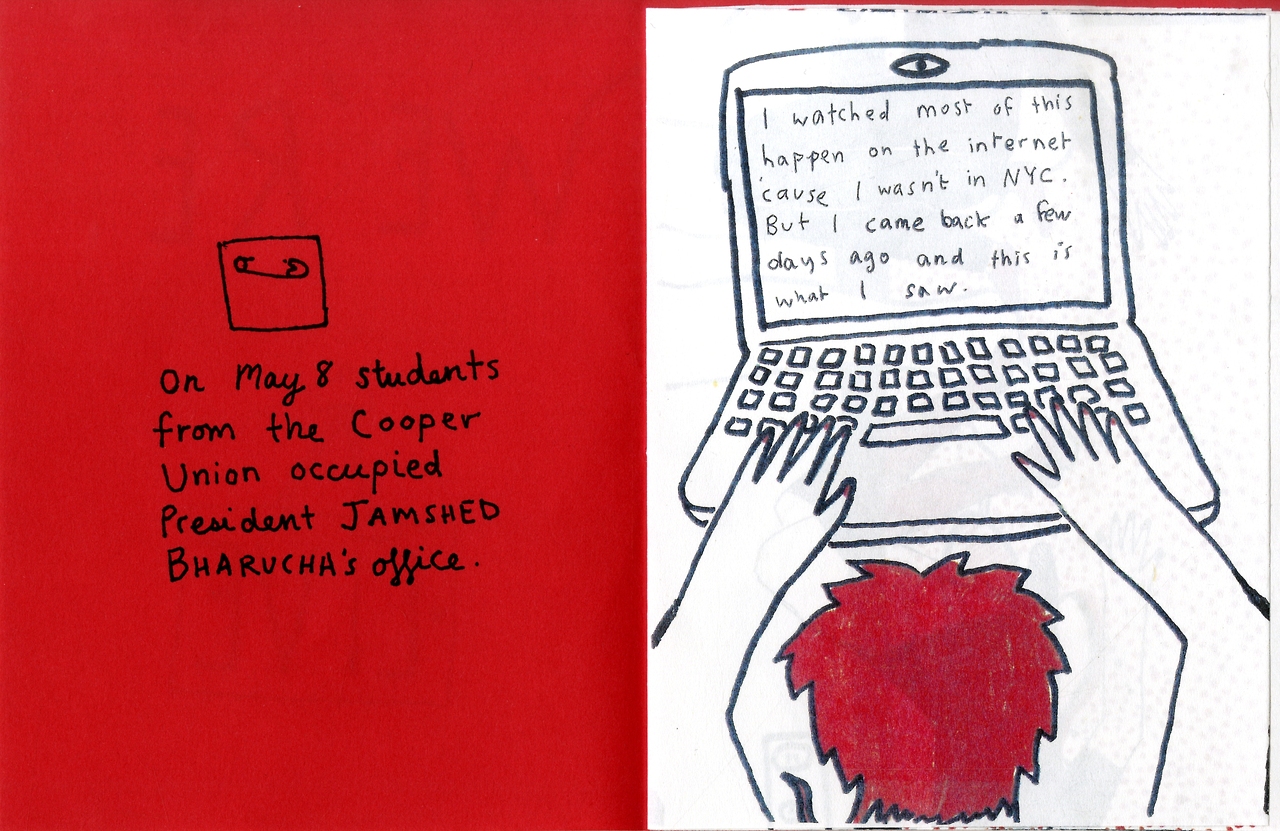 On May 8 students
from the Cooper
Union occupied
President JAMSHED
BHARUCHA's office.
I watched most of this
happen on the internet
'cause I wasn't in NYC.
But I came back a few
days ago and this is
what I saw.